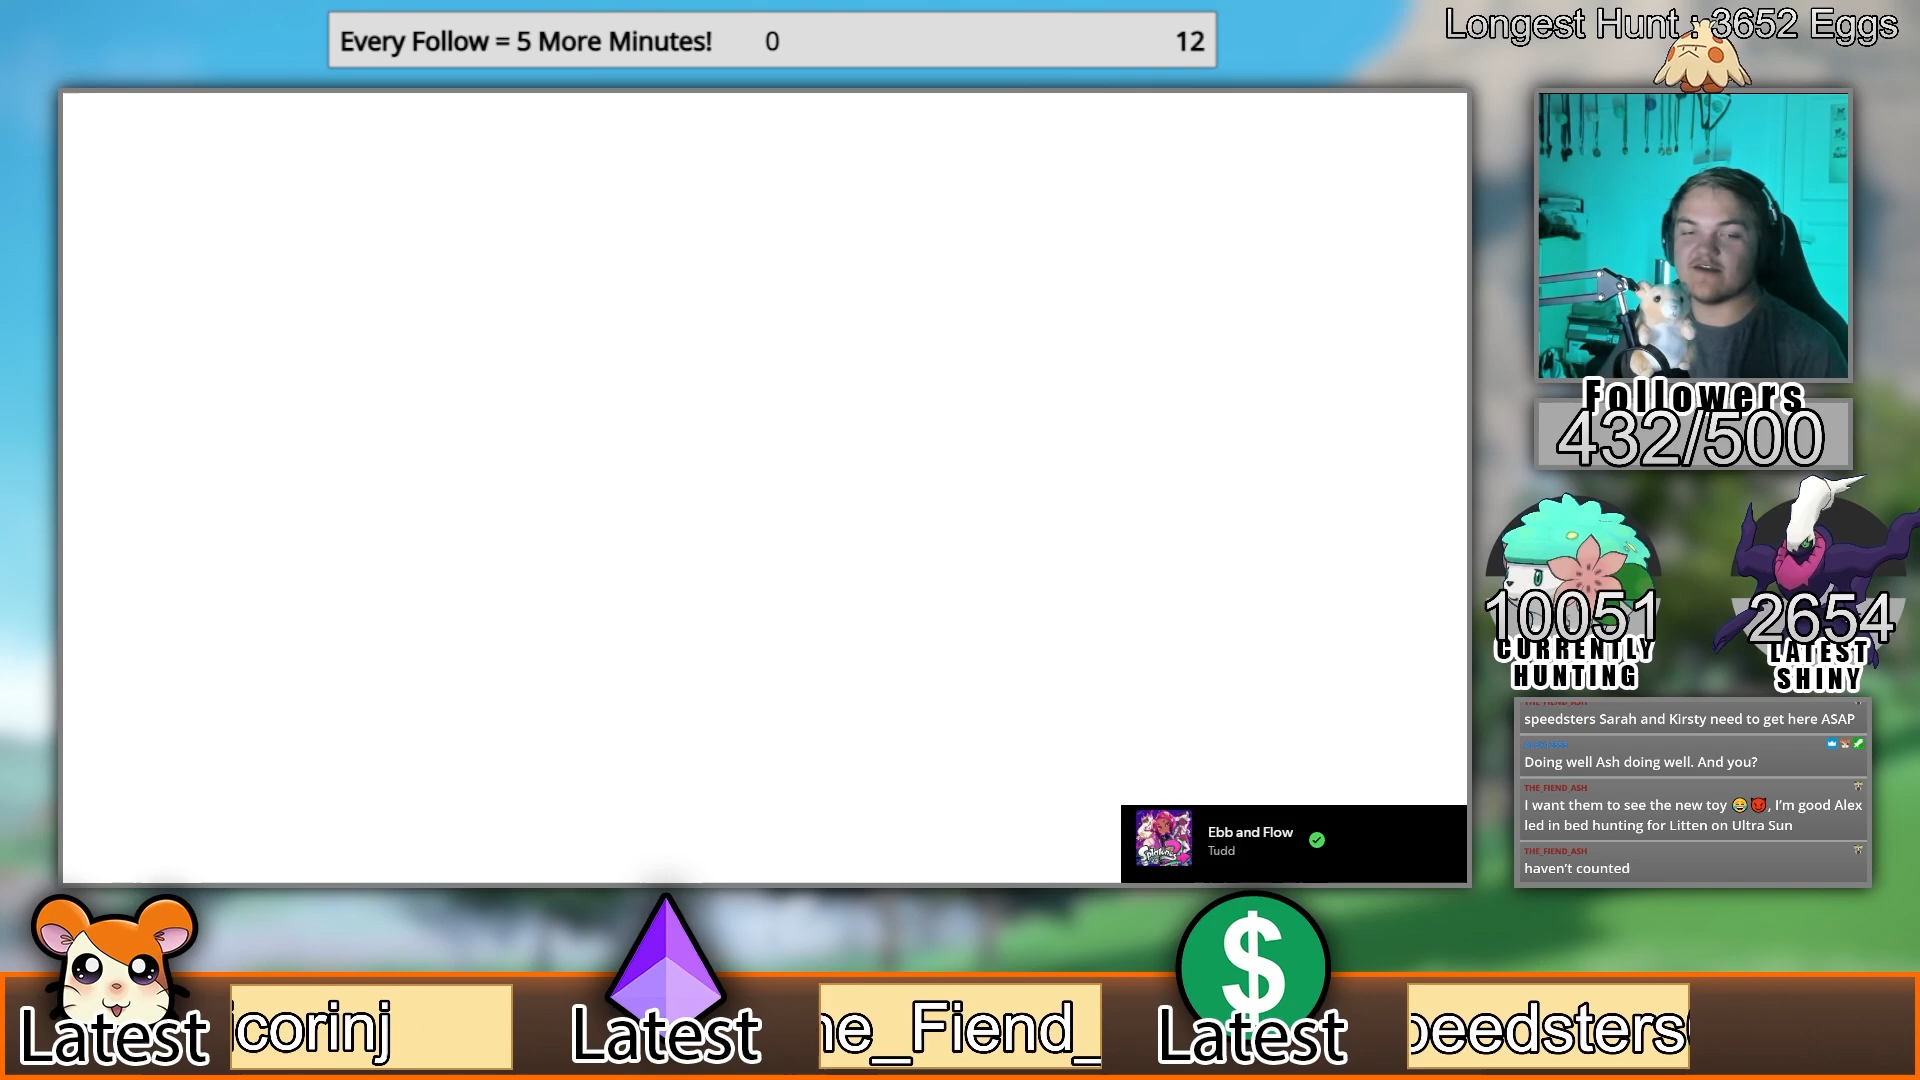 Every Follow = 5 More Minutes! 0 12
Longest Hunt : 3652 Eggs
Followers
432/500
10051
CURRENTLY
HUNTING
2654
LATEST
SHINY
THE_FIEND_ASH
speedsters Sarah and Kirsty need to get here ASAP
Doing well Ash doing well. And you?
THE_FIEND_ASH
I want them to see the new toy 😂😈, I'm good Alex
led in bed hunting for Litten on Ultra Sun
THE_FIEND_ASH
haven't counted
Ebb and Flow
Tudd
Latest
corinj
Latest
he_Fiend_
Latest
peedsters